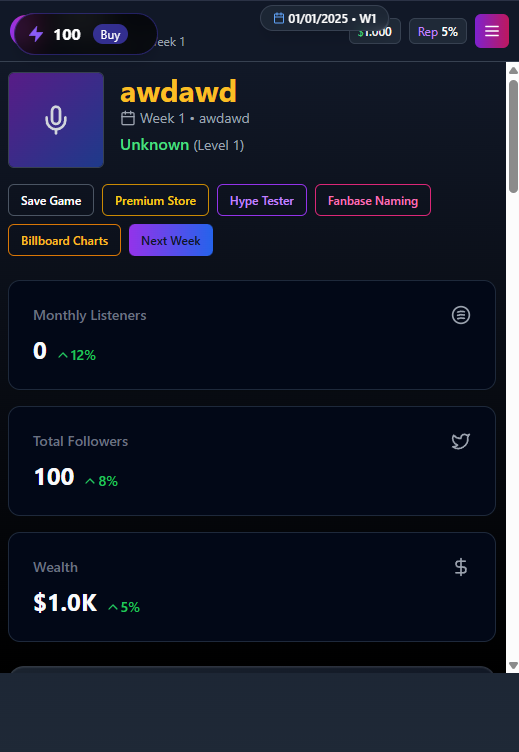 01/01/2025 • W1
100 Buy
eek 1
$1.000
Rep 5%
awdawd
Week 1 • awdawd
Unknown (Level 1)
Save Game
Premium Store
Hype Tester
Fanbase Naming
Billboard Charts
Next Week
Monthly Listeners
0 12%
Total Followers
100 8%
Wealth
$1.0K 5%